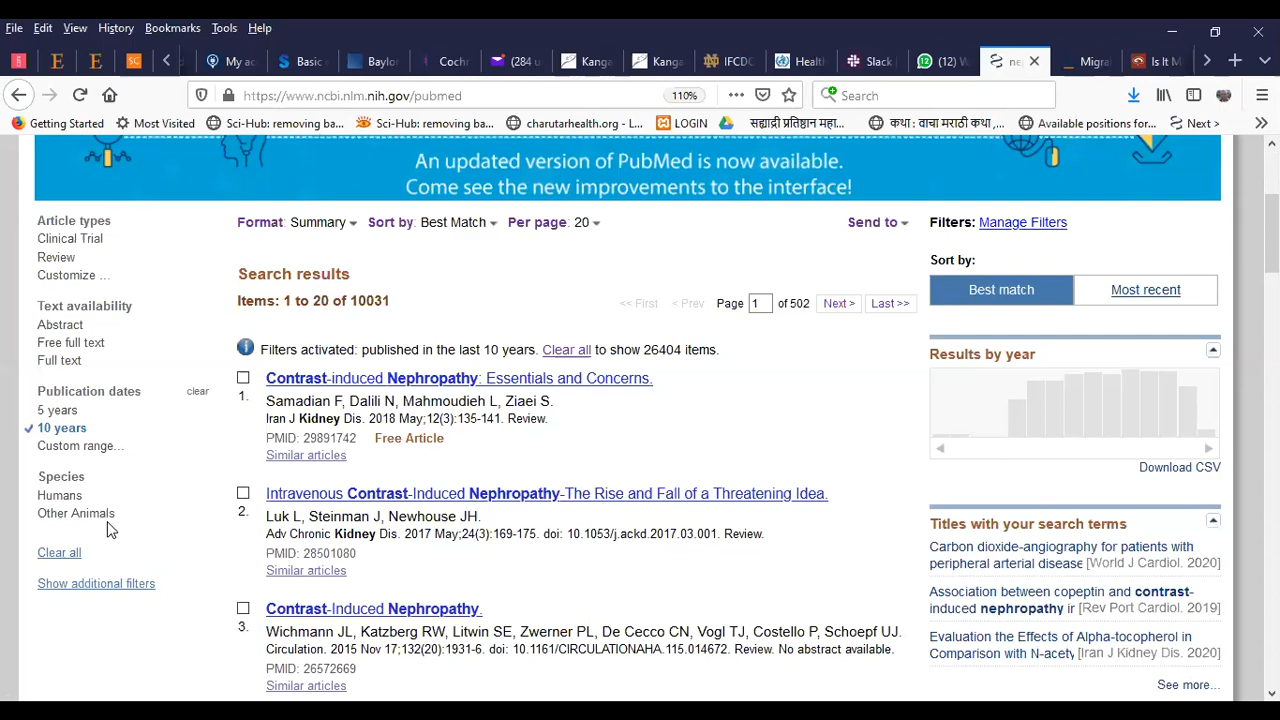 File Edit View History Bookmarks Tools Help
My ac Basic Baylor Cochr (284 u Kanga Kanga IFCDC Health Slack (12) W ne Migra Is It M
https://www.ncbi.nlm.nih.gov/pubmed 110% Search
Getting Started Most Visited Sci-Hub: removing ba... Sci-Hub: removing ba... charutarhealth.org - L... LOGIN सह्याद्री प्रतिष्ठान महा... कथा : वाचा मराठी कथा ,... Available positions for... Next >
An updated version of PubMed is now available.
Come see the new improvements to the interface!
Article types
Clinical Trial
Review
Customize ...
Text availability
Abstract
Free full text
Full text
Publication dates clear
5 years
10 years
Custom range...
Species
Humans
Other Animals
Clear all
Show additional filters
Format: Summary Sort by: Best Match Per page: 20 Send to
Search results
Items: 1 to 20 of 10031
<< First < Prev Page 1 of 502 Next > Last >>
Filters activated: published in the last 10 years. Clear all to show 26404 items.
Contrast-induced Nephropathy: Essentials and Concerns.
1. Samadian F, Dalili N, Mahmoudieh L, Ziaei S.
Iran J Kidney Dis. 2018 May;12(3):135-141. Review.
PMID: 29891742 Free Article
Similar articles
Intravenous Contrast-Induced Nephropathy-The Rise and Fall of a Threatening Idea.
2. Luk L, Steinman J, Newhouse JH.
Adv Chronic Kidney Dis. 2017 May;24(3):169-175. doi: 10.1053/j.ackd.2017.03.001. Review.
PMID: 28501080
Similar articles
Contrast-Induced Nephropathy.
3. Wichmann JL, Katzberg RW, Litwin SE, Zwerner PL, De Cecco CN, Vogl TJ, Costello P, Schoepf UJ.
Circulation. 2015 Nov 17;132(20):1931-6. doi: 10.1161/CIRCULATIONAHA.115.014672. Review. No abstract available.
PMID: 26572669
Similar articles
Filters: Manage Filters
Sort by:
Best match Most recent
Results by year
Download CSV
Titles with your search terms
Carbon dioxide-angiography for patients with
peripheral arterial disease [World J Cardiol. 2020]
Association between copeptin and contrast-
induced nephropathy ir [Rev Port Cardiol. 2019]
Evaluation the Effects of Alpha-tocopherol in
Comparison with N-acety [Iran J Kidney Dis. 2020]
See more...